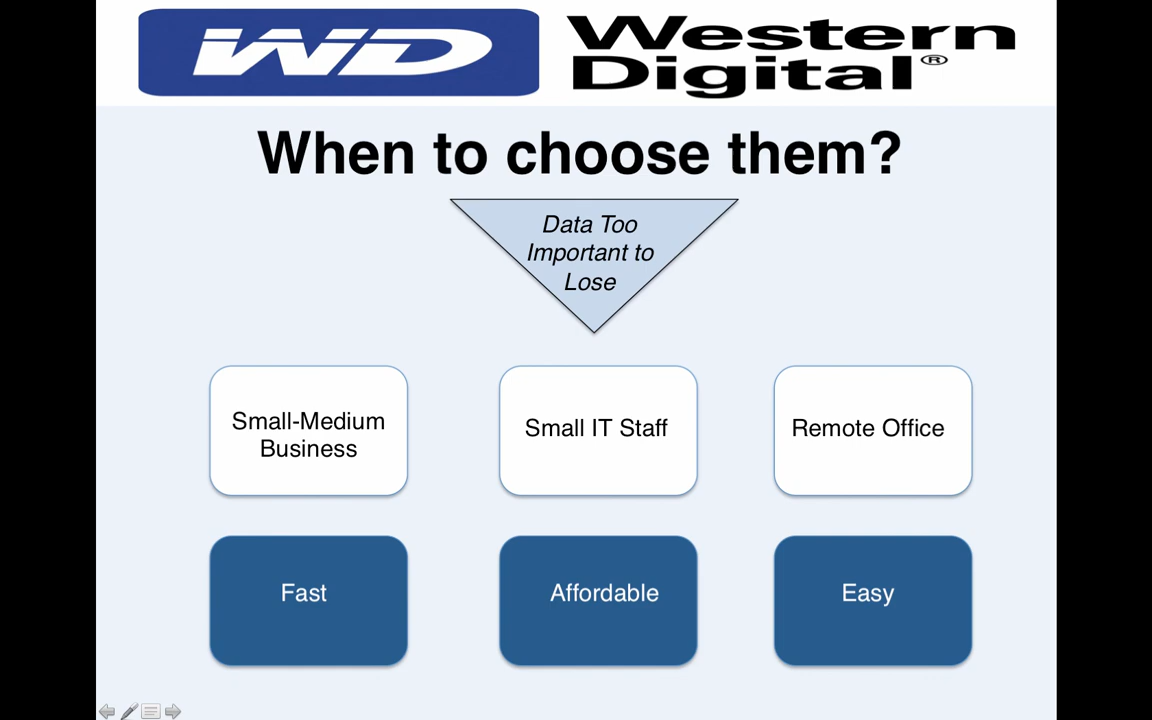 WD Western
Digital®
When to choose them?
Data Too
Important to
Lose
Small-Medium
Business
Small IT Staff
Remote Office
Fast
Affordable
Easy